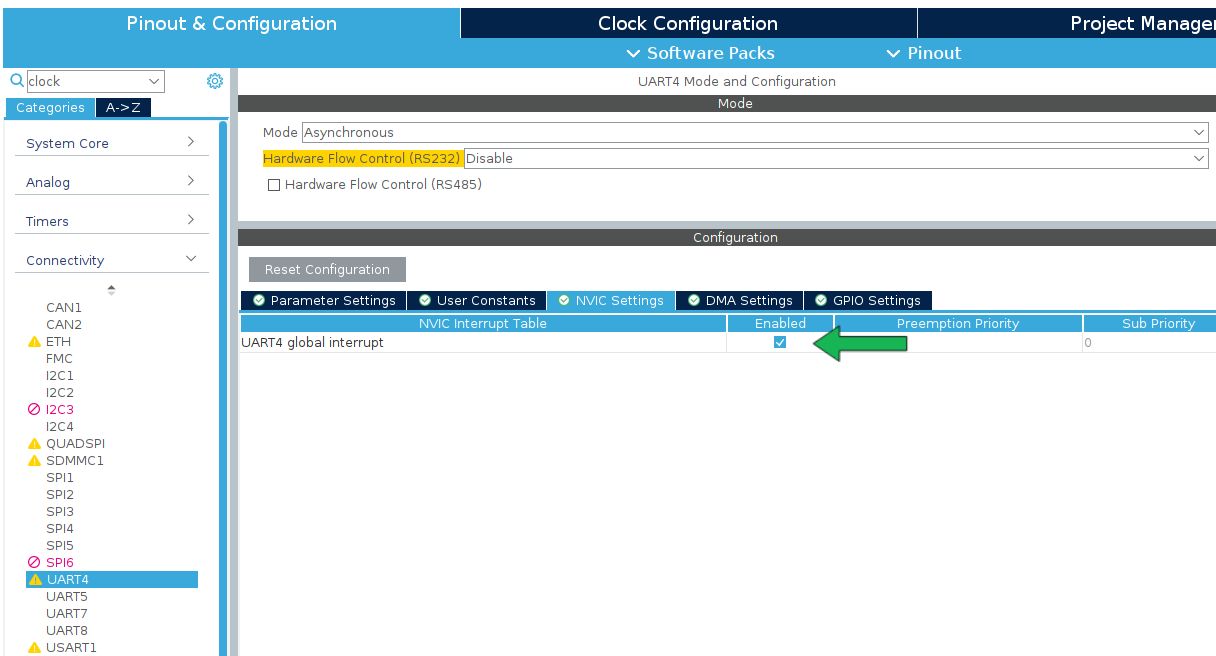 Pinout & Configuration
Clock Configuration
Project Manager
Software Packs
Pinout
clock
Categories
A->Z
System Core
Analog
Timers
Connectivity
CAN1
CAN2
ETH
FMC
I2C1
I2C2
I2C3
I2C4
QUADSPI
SDMMC1
SPI1
SPI2
SPI3
SPI4
SPI5
SPI6
UART4
UART5
UART7
UART8
USART1
UART4 Mode and Configuration
Mode
Mode Asynchronous
Hardware Flow Control (RS232) Disable
Hardware Flow Control (RS485)
Configuration
Reset Configuration
Parameter Settings
User Constants
NVIC Settings
DMA Settings
GPIO Settings
NVIC Interrupt Table
Enabled
Preemption Priority
Sub Priority
UART4 global interrupt
0